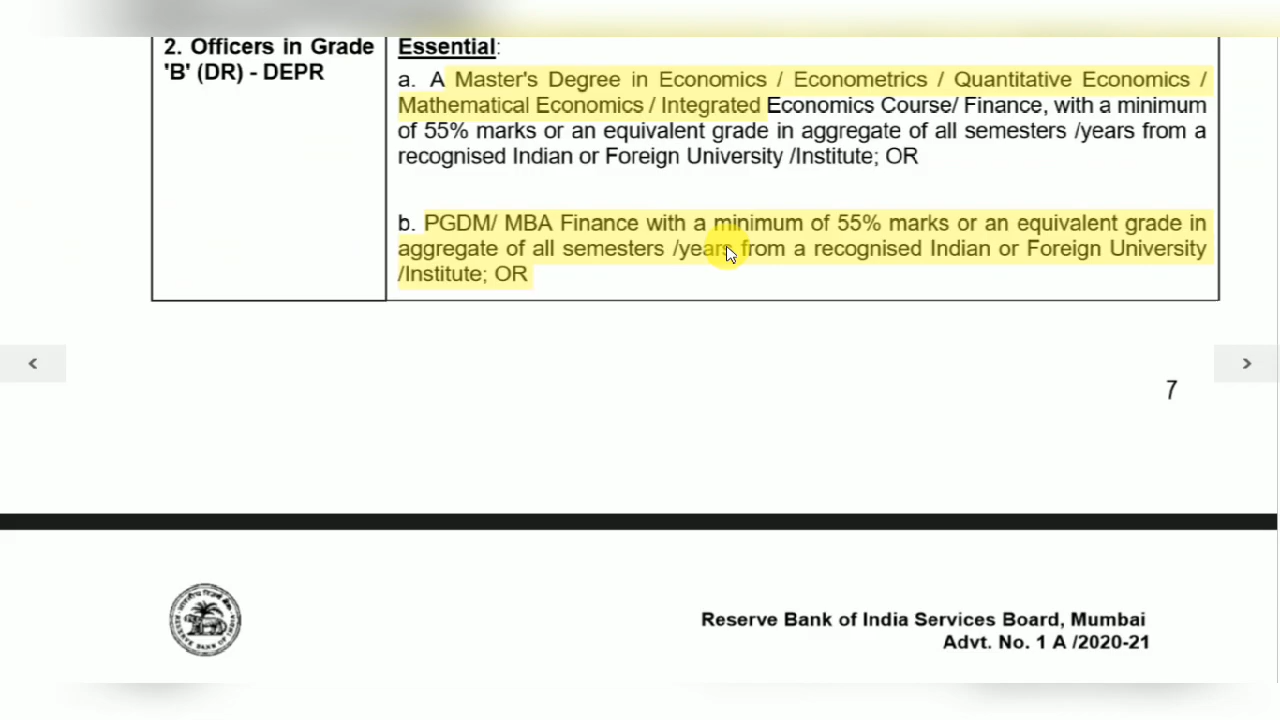 2. Officers in Grade 'B' (DR) - DEPR
Essential:
a. A Master's Degree in Economics / Econometrics / Quantitative Economics /
Mathematical Economics / Integrated Economics Course/ Finance, with a minimum
of 55% marks or an equivalent grade in aggregate of all semesters /years from a
recognised Indian or Foreign University /Institute; OR
b. PGDM/ MBA Finance with a minimum of 55% marks or an equivalent grade in
aggregate of all semesters /years from a recognised Indian or Foreign University
/Institute; OR
<
>
7
Reserve Bank of India Services Board, Mumbai
Advt. No. 1 A /2020-21